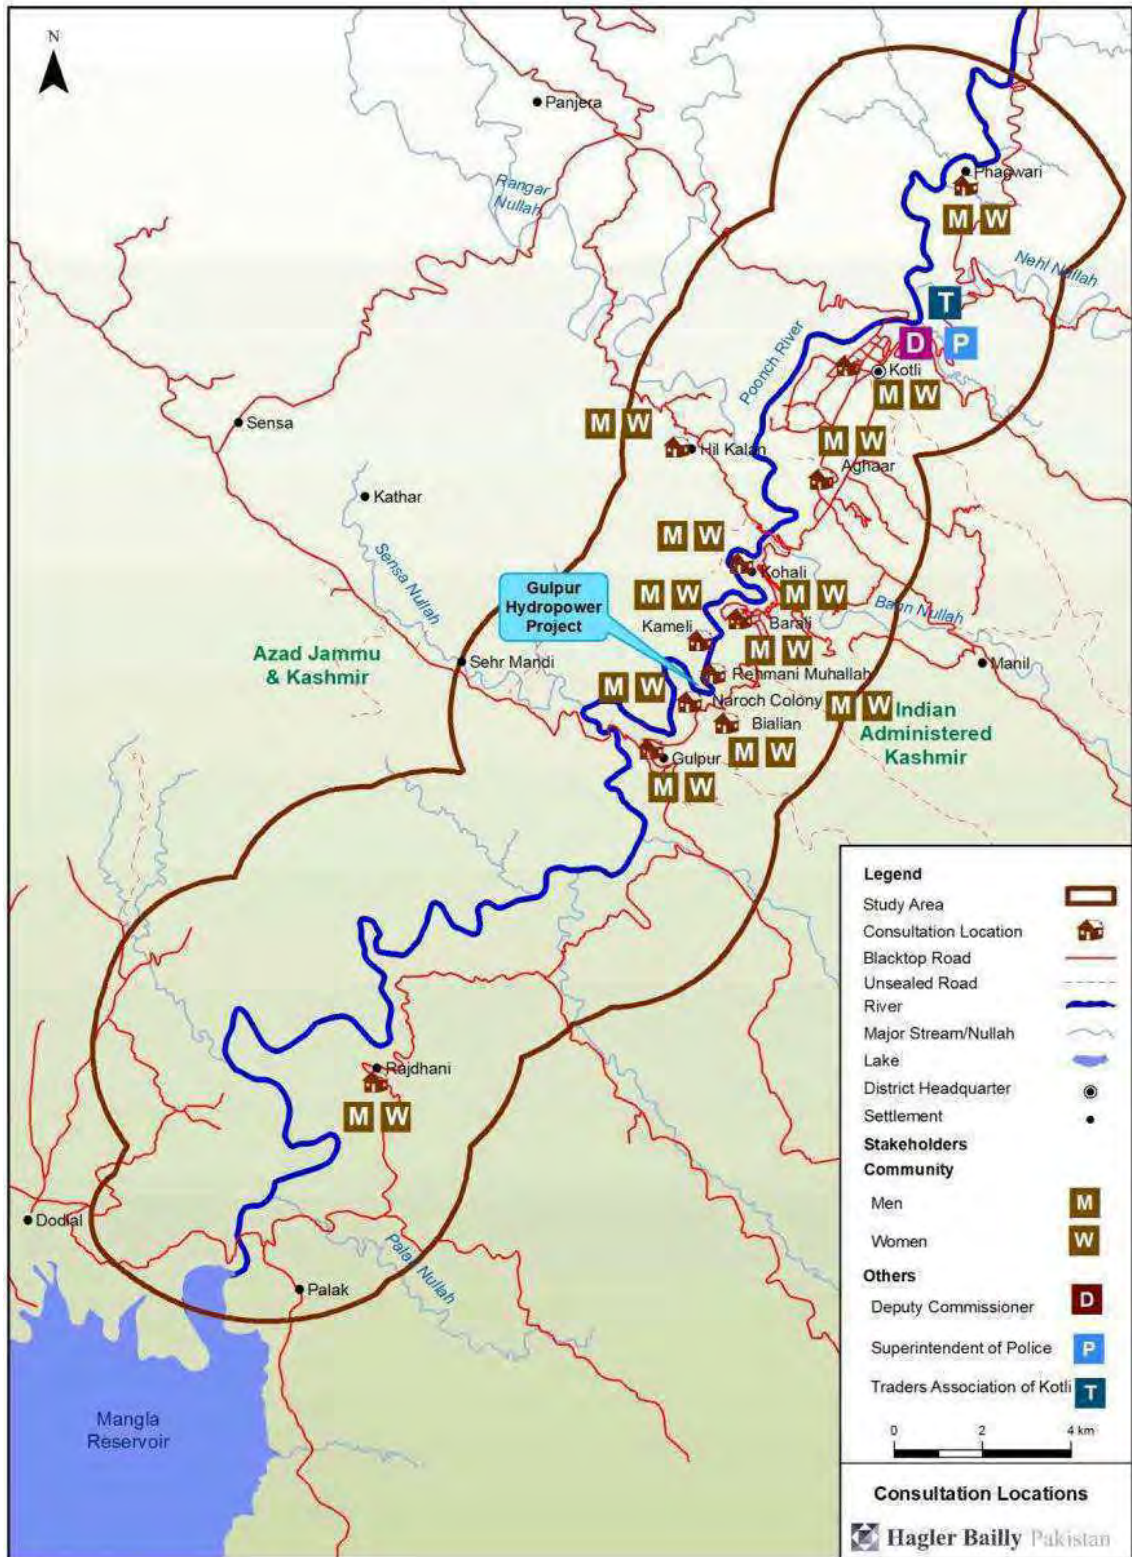 N
Panjera
Rangar
Nullah
Phagwari
M W
Nehl Nullah
T
D P
Poonch River
Kotli
M W
Sensa
M W
M W
Hil Kalan
Aghaar
Kathar
M W
Sensa Nullah
Kohali
Gulpur
Hydropower
Project
M W
M W
Bann Nullah
Kameli
Barali
M W
Azad Jammu
& Kashmir
Sehr Mandi
Manil
Rehmani Muhallah
M W
Naroch Colony
M W
Indian
Administered
Kashmir
Bialian
Gulpur
M W
M W
Rajdhani
M W
Dodial
Palak Nullah
Palak
Mangla
Reservoir
Legend
Study Area
Consultation Location
Blacktop Road
Unsealed Road
River
Major Stream/Nullah
Lake
District Headquarter
Settlement
Stakeholders
Community
Men M
Women W
Others
Deputy Commissioner D
Superintendent of Police P
Traders Association of Kotli T
0 2 4 km
Consultation Locations
Hagler Bailly Pakistan